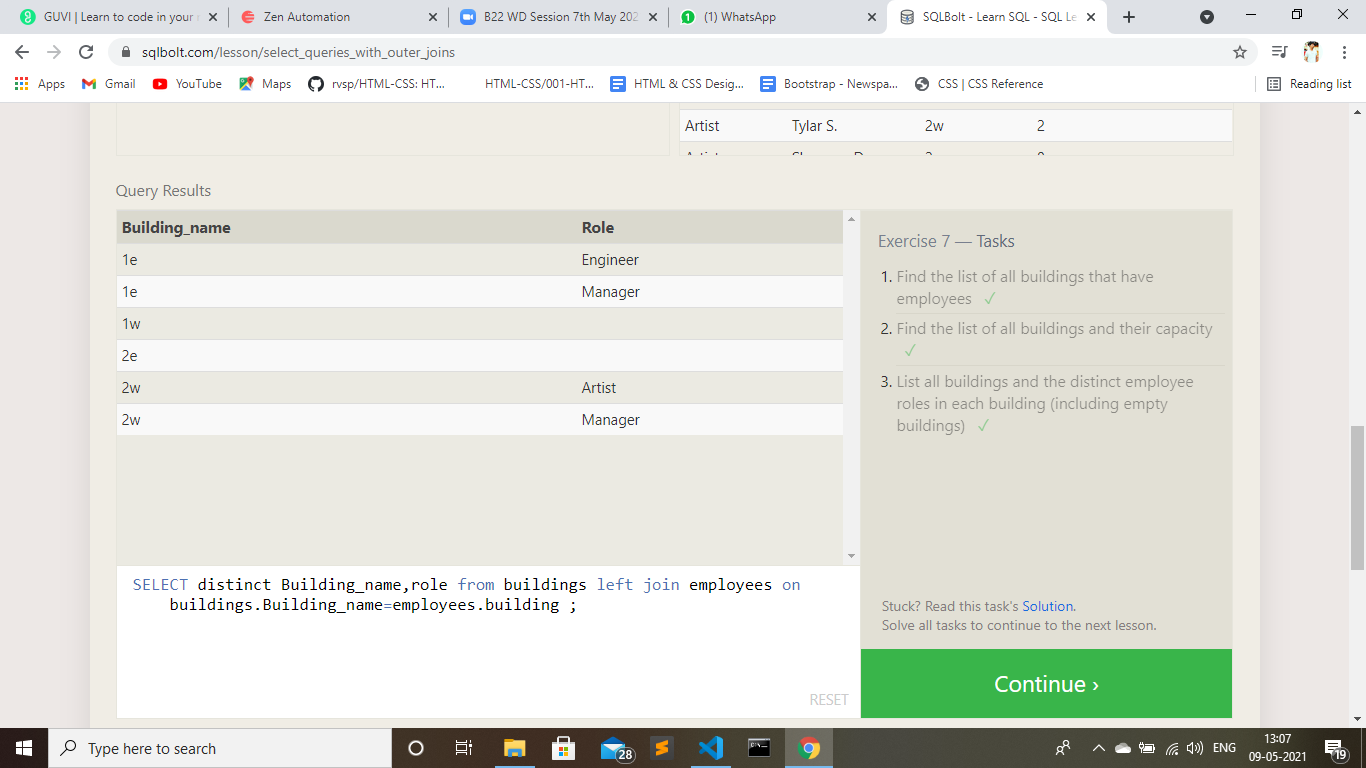 GUVI | Learn to code in your n
Zen Automation
B22 WD Session 7th May 202
(1) WhatsApp
SQLBolt - Learn SQL - SQL Le
sqlbolt.com/lesson/select_queries_with_outer_joins
Apps
Gmail
YouTube
Maps
rvsp/HTML-CSS: HT...
HTML-CSS/001-HT...
HTML & CSS Desig...
Bootstrap - Newspa...
CSS | CSS Reference
Reading list
Artist Tylar S. 2w 2
Query Results
Building_name Role
1e Engineer
1e Manager
1w
2e
2w Artist
2w Manager
Exercise 7 — Tasks
1. Find the list of all buildings that have
employees ✓
2. Find the list of all buildings and their capacity
✓
3. List all buildings and the distinct employee
roles in each building (including empty
buildings) ✓
SELECT distinct Building_name,role from buildings left join employees on
buildings.Building_name=employees.building ;
RESET
Stuck? Read this task's Solution.
Solve all tasks to continue to the next lesson.
Continue ›
Type here to search
28
ENG
13:07
09-05-2021
19